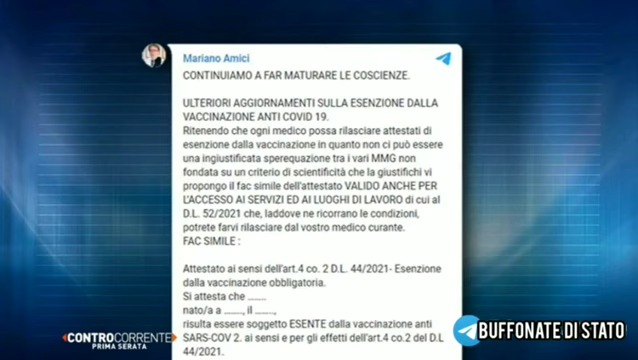 Mariano Amici
CONTINUIAMO A FAR MATURARE LE COSCIENZE.
ULTERIORI AGGIORNAMENTI SULLA ESENZIONE DALLA
VACCINAZIONE ANTI COVID 19.
Ritenendo che ogni medico possa rilasciare attestati di
esenzione dalla vaccinazione in quanto non ci può essere
una ingiustificata sperequazione tra i vari MMG non
fondata su un criterio di scientificità che la giustifichi vi
propongo il fac simile dell'attestato VALIDO ANCHE PER
L'ACCESSO AI SERVIZI ED AI LUOGHI DI LAVORO di cui al
D.L. 52/2021 che, laddove ne ricorrano le condizioni,
potrete farvi rilasciare dal vostro medico curante.
FAC SIMILE :
Attestato ai sensi dell'art.4 co. 2 D.L. 44/2021- Esenzione
dalla vaccinazione obbligatoria.
Si attesta che ........
nato/a a ........, il ........,
risulta essere soggetto ESENTE dalla vaccinazione anti
SARS-COV 2. ai sensi e per gli effetti dell'art.4 co.2 del D.L
44/2021.
CONTROCORRENTE
PRIMA SERATA
BUFFONATE DI STATO